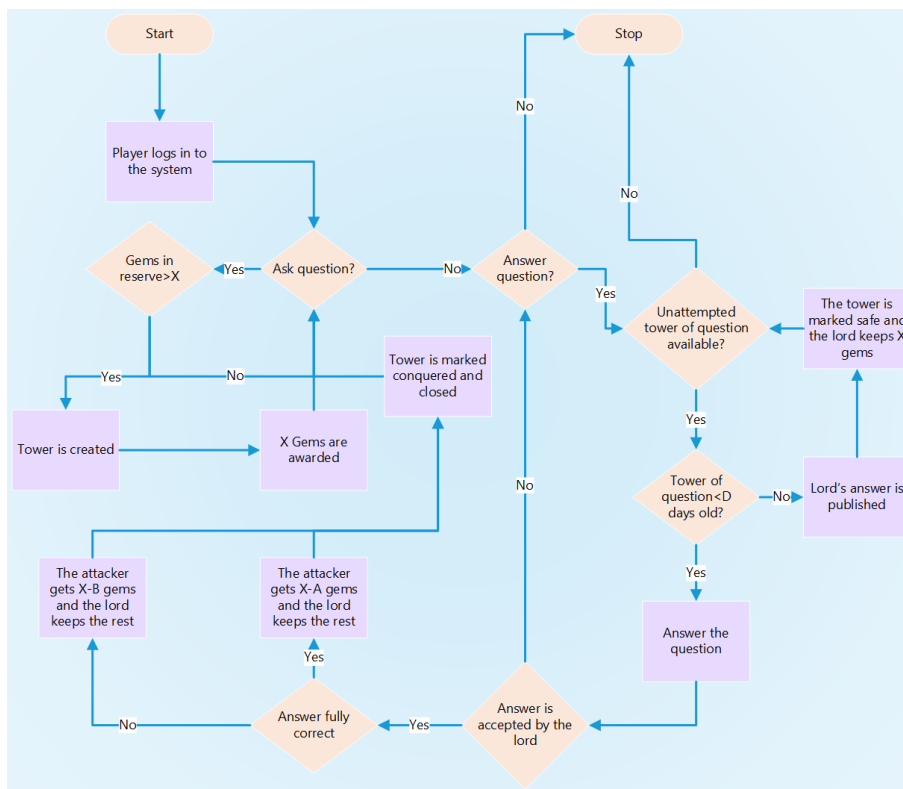 Start
Stop
No
Player logs in to
the system
No
Gems in
reserve>X
Yes
Ask question?
No
Answer
question?
Yes
Unattempted
tower of question
available?
The tower is
marked safe and
the lord keeps X
gems
Yes
No
Tower is marked
conquered and
closed
Tower is created
X Gems are
awarded
Yes
No
Tower of
question<D
days old?
No
Lord's answer is
published
Yes
The attacker
gets X-B gems
and the lord
keeps the rest
The attacker
gets X-A gems
and the lord
keeps the rest
Answer the
question
Yes
No
Answer fully
correct
Yes
Answer is
accepted by the
lord